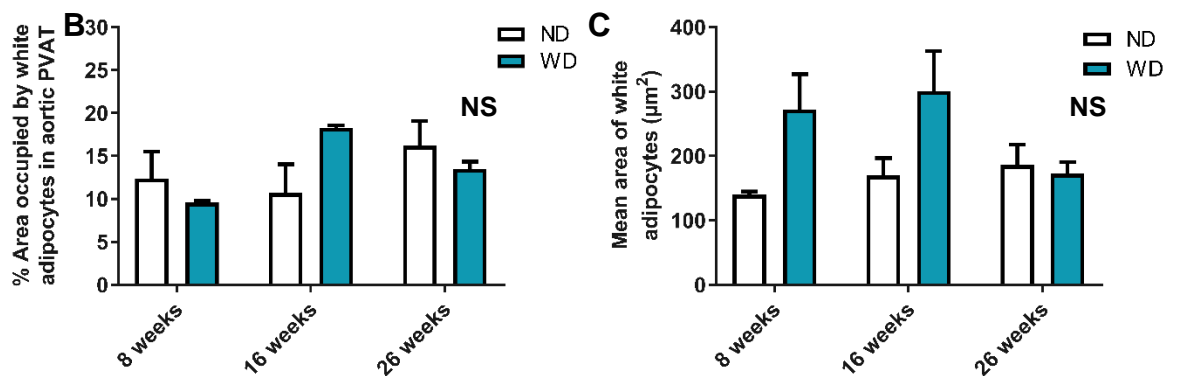 B
% Area occupied by white
adipocytes in aortic PVAT
30
25
20
15
10
5
0
ND
WD
NS
8 weeks
16 weeks
26 weeks
C
Mean area of white
adipocytes (µm²)
400
300
200
100
0
ND
WD
NS
8 weeks
16 weeks
26 weeks